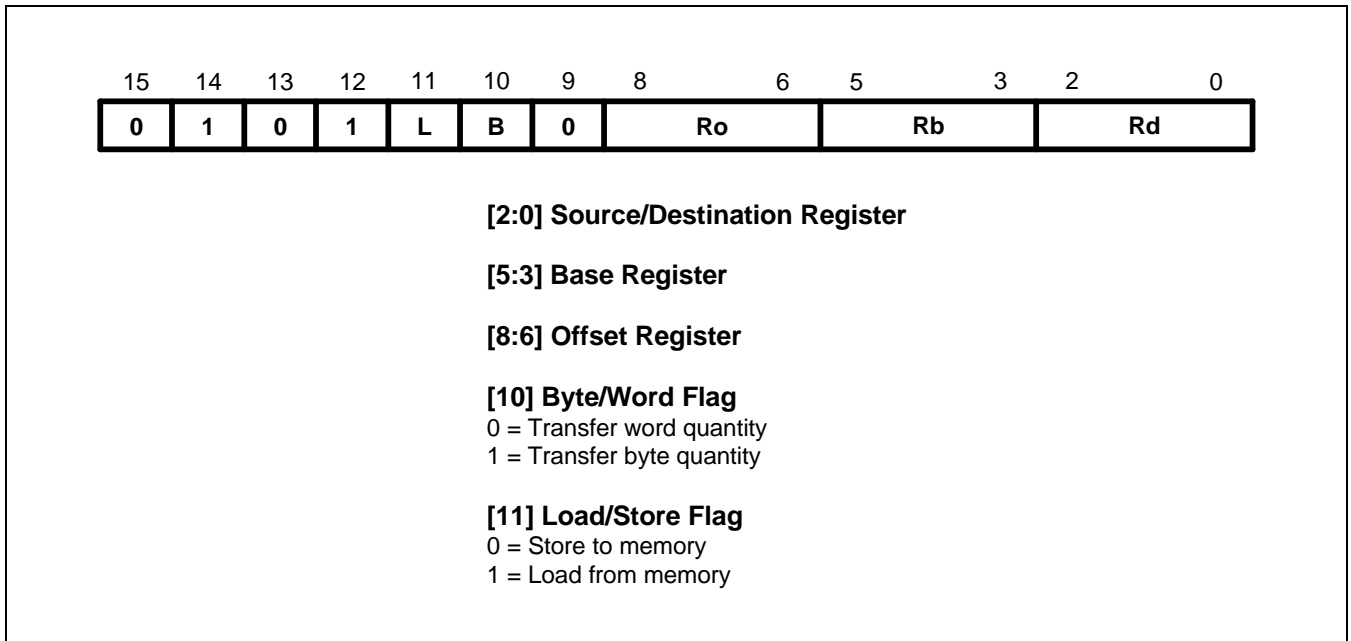 15 14 13 12 11 10 9 8 6 5 3 2 0
0 1 0 1 L B 0 Ro Rb Rd
[2:0] Source/Destination Register
[5:3] Base Register
[8:6] Offset Register
[10] Byte/Word Flag
0 = Transfer word quantity
1 = Transfer byte quantity
[11] Load/Store Flag
0 = Store to memory
1 = Load from memory